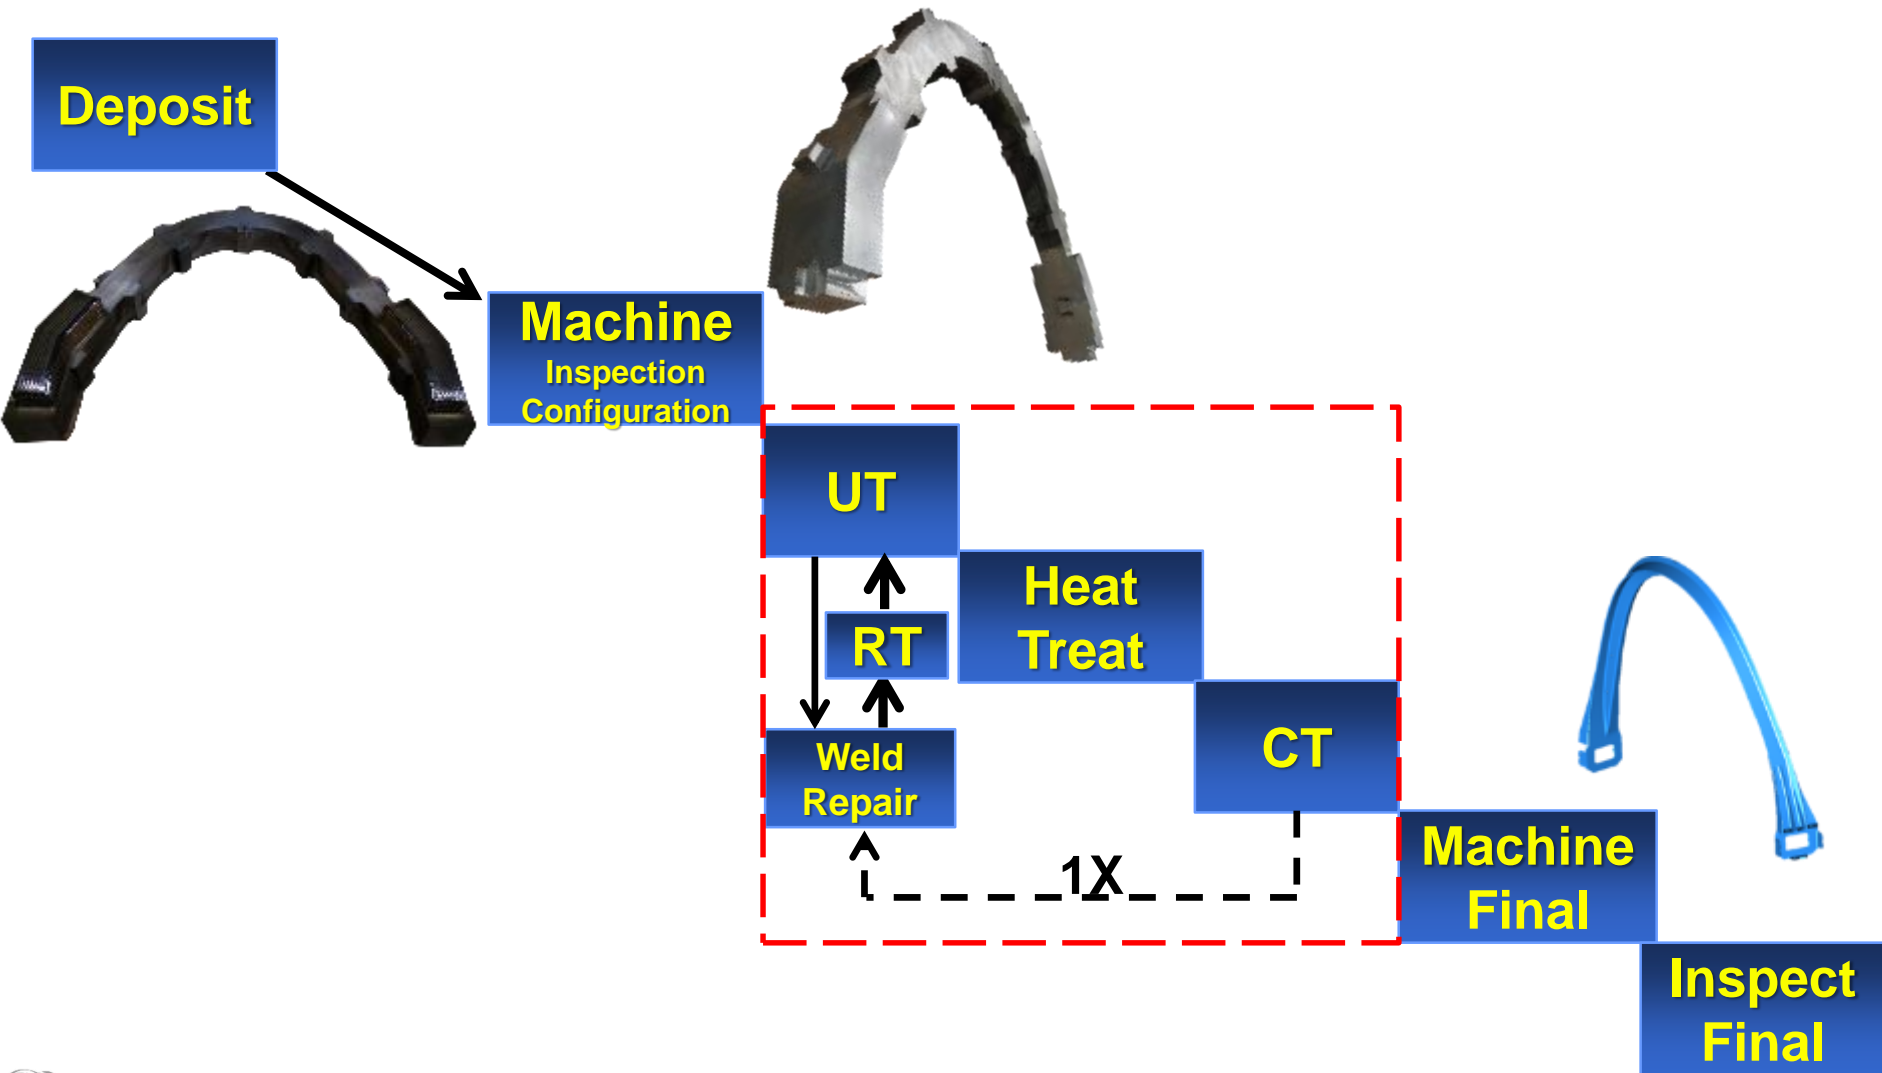 Deposit
Machine
Inspection
Configuration
UT
Heat
Treat
RT
CT
Weld
Repair
1X
Machine
Final
Inspect
Final